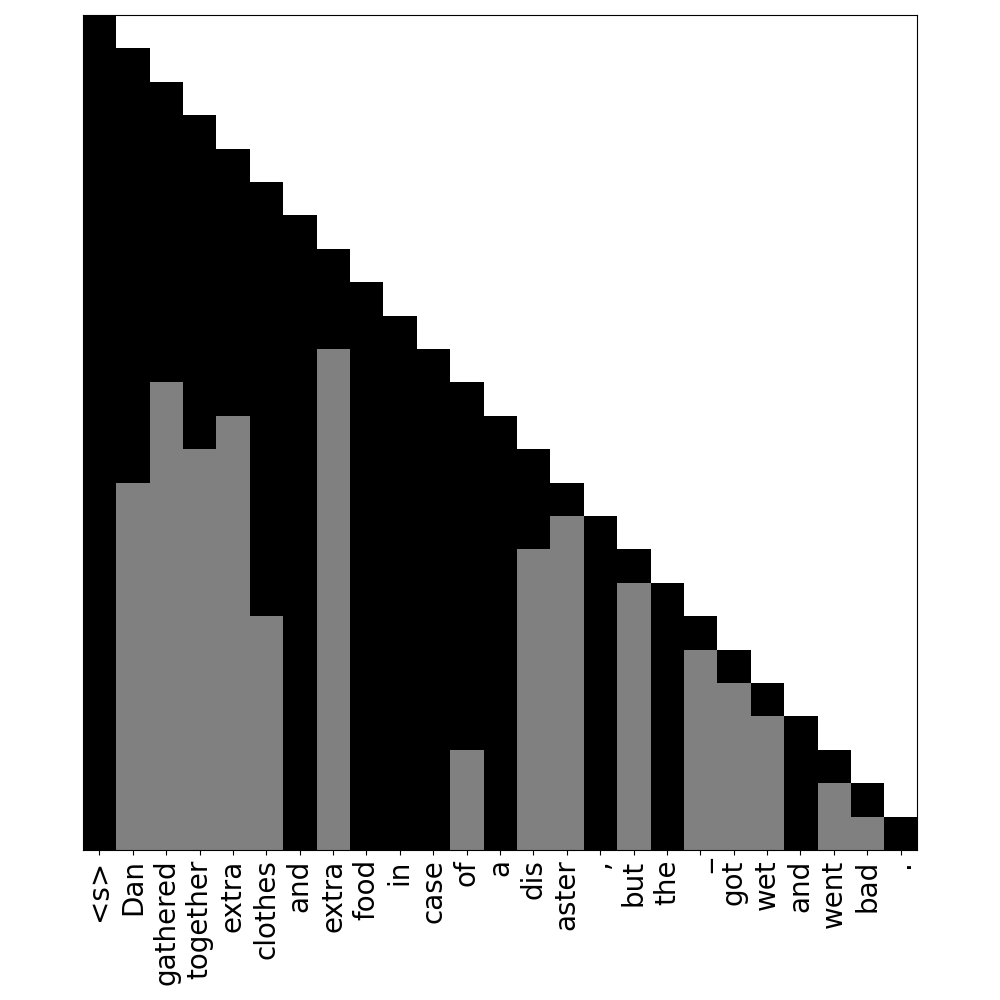 <s> Dan gathered together extra clothes and extra food in case of a dis aster , but the _ got wet and went bad .